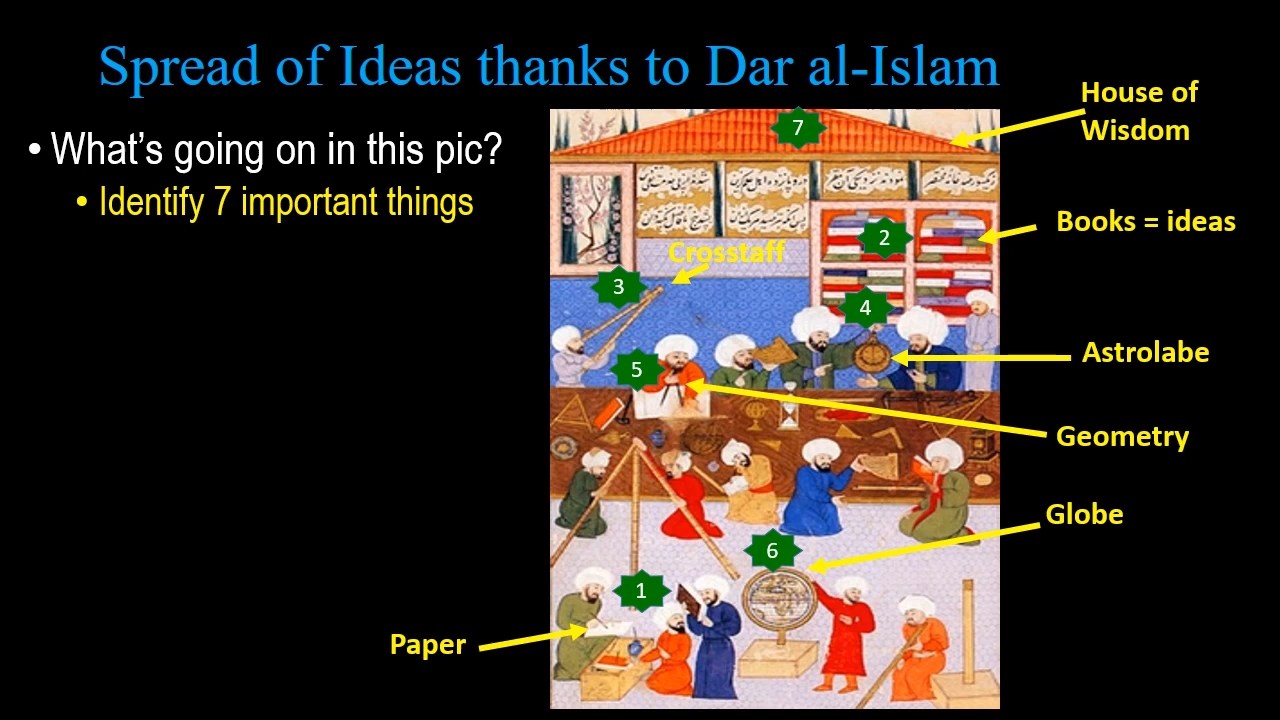 Spread of Ideas thanks to Dar al-Islam
• What’s going on in this pic?
• Identify 7 important things
House of
Wisdom
Books = ideas
Crosstaff
Astrolabe
Geometry
Globe
Paper
7
2
3
4
5
6
1